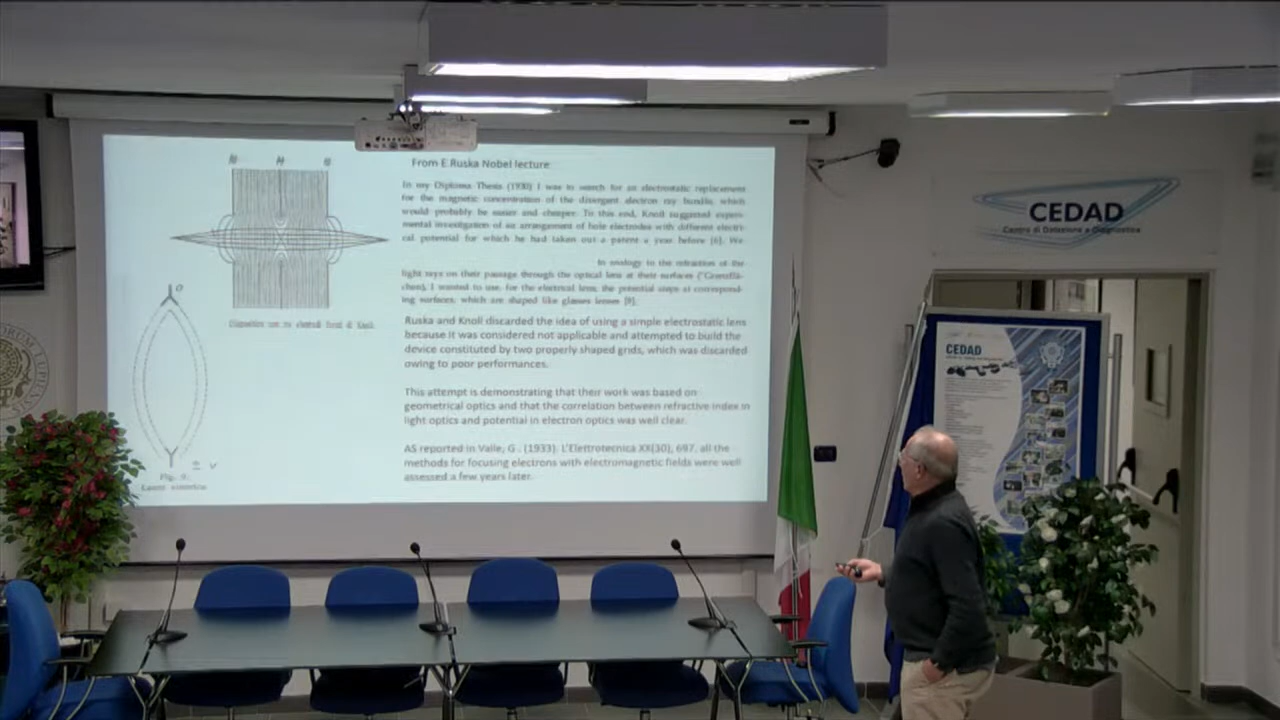 From E.Ruska Nobel lecture
In my Diploma Thesis (1930) I was to search for an electrostatic replacement
for the magnetic concentration of the divergent electron ray bundle, which
would probably be easier and cheaper. To this end, Knoll suggested experi-
mental investigation of an arrangement of hole electrodes with different electri-
cal potential for which he had taken out a patent a year before [6]. We
In analogy to the refraction of the
light rays on their passage through the optical lens at their surfaces ("Grenzflä-
chen), I wanted to use, for the electrical lens, the potential steps at correspond-
ing surfaces, which are shaped like glasses lenses [8];
Ruska and Knoll discarded the idea of using a simple electrostatic lens
because it was considered not applicable and attempted to build the
device constituted by two properly shaped grids, which was discarded
owing to poor performances.
This attempt is demonstrating that their work was based on
geometrical optics and that the correlation between refractive index in
light optics and potential in electron optics was well clear.
AS reported in Valle, G . (1933). L'Elettrotecnica XX(30), 697, all the
methods for focusing electrons with electromagnetic fields were well
assessed a few years later.
Fig. 9.
CEDAD
Centro di Datazione e Diagnostica
CEDAD